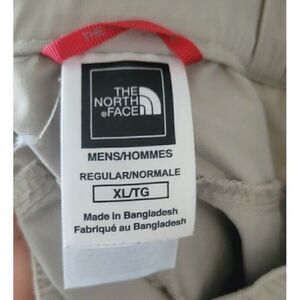 THE
NORTH
®FACE
MENS/HOMMES
REGULAR/NORMALE
XL/TG
Made in Bangladesh
Fabriqué au Bangladesh